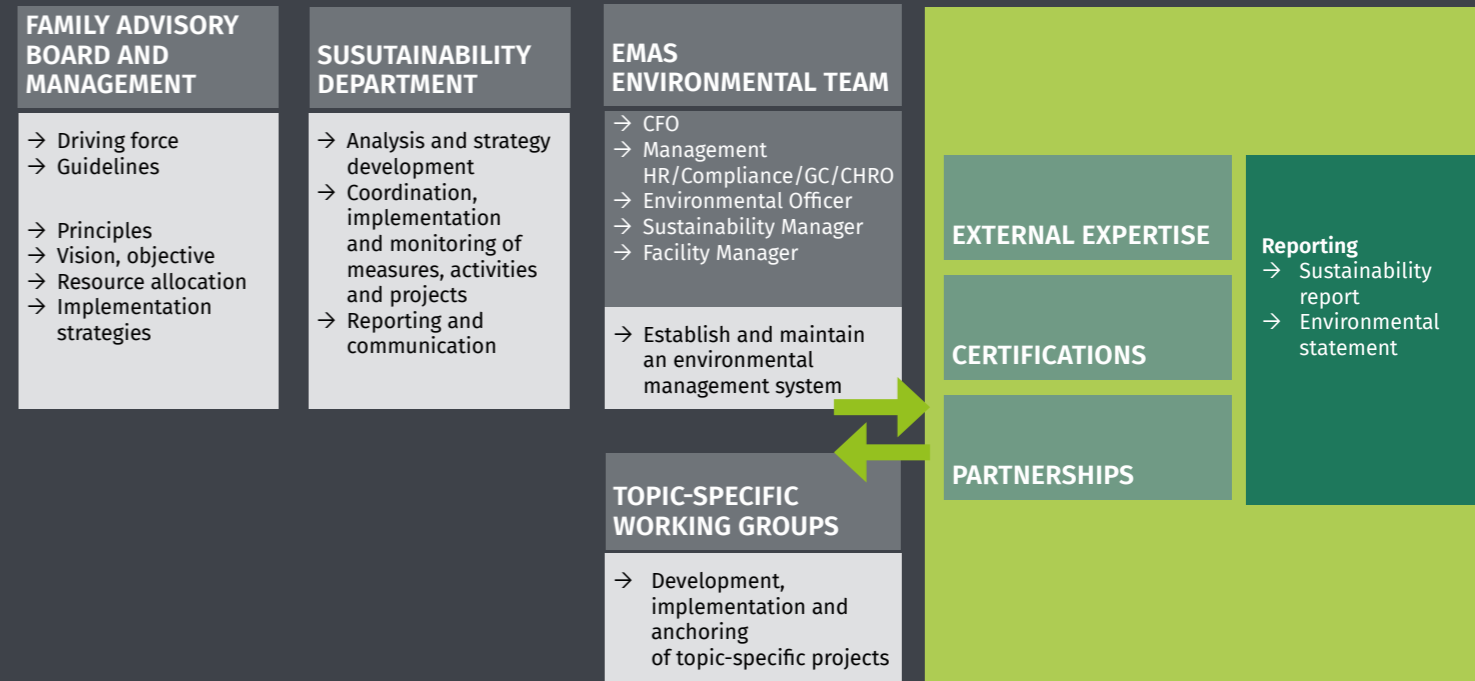 FAMILY ADVISORY
BOARD AND
MANAGEMENT
→ Driving force
→ Guidelines
→ Principles
→ Vision, objective
→ Resource allocation
→ Implementation
strategies
SUSUTAINABILITY
DEPARTMENT
→ Analysis and strategy
development
→ Coordination,
implementation
and monitoring of
measures, activities
and projects
→ Reporting and
communication
EMAS
ENVIRONMENTAL TEAM
→ CFO
→ Management
HR/Compliance/GC/CHRO
→ Environmental Officer
→ Sustainability Manager
→ Facility Manager
→ Establish and maintain
an environmental
management system
TOPIC-SPECIFIC
WORKING GROUPS
→ Development,
implementation and
anchoring
of topic-specific projects
EXTERNAL EXPERTISE
CERTIFICATIONS
PARTNERSHIPS
Reporting
→ Sustainability
report
→ Environmental
statement